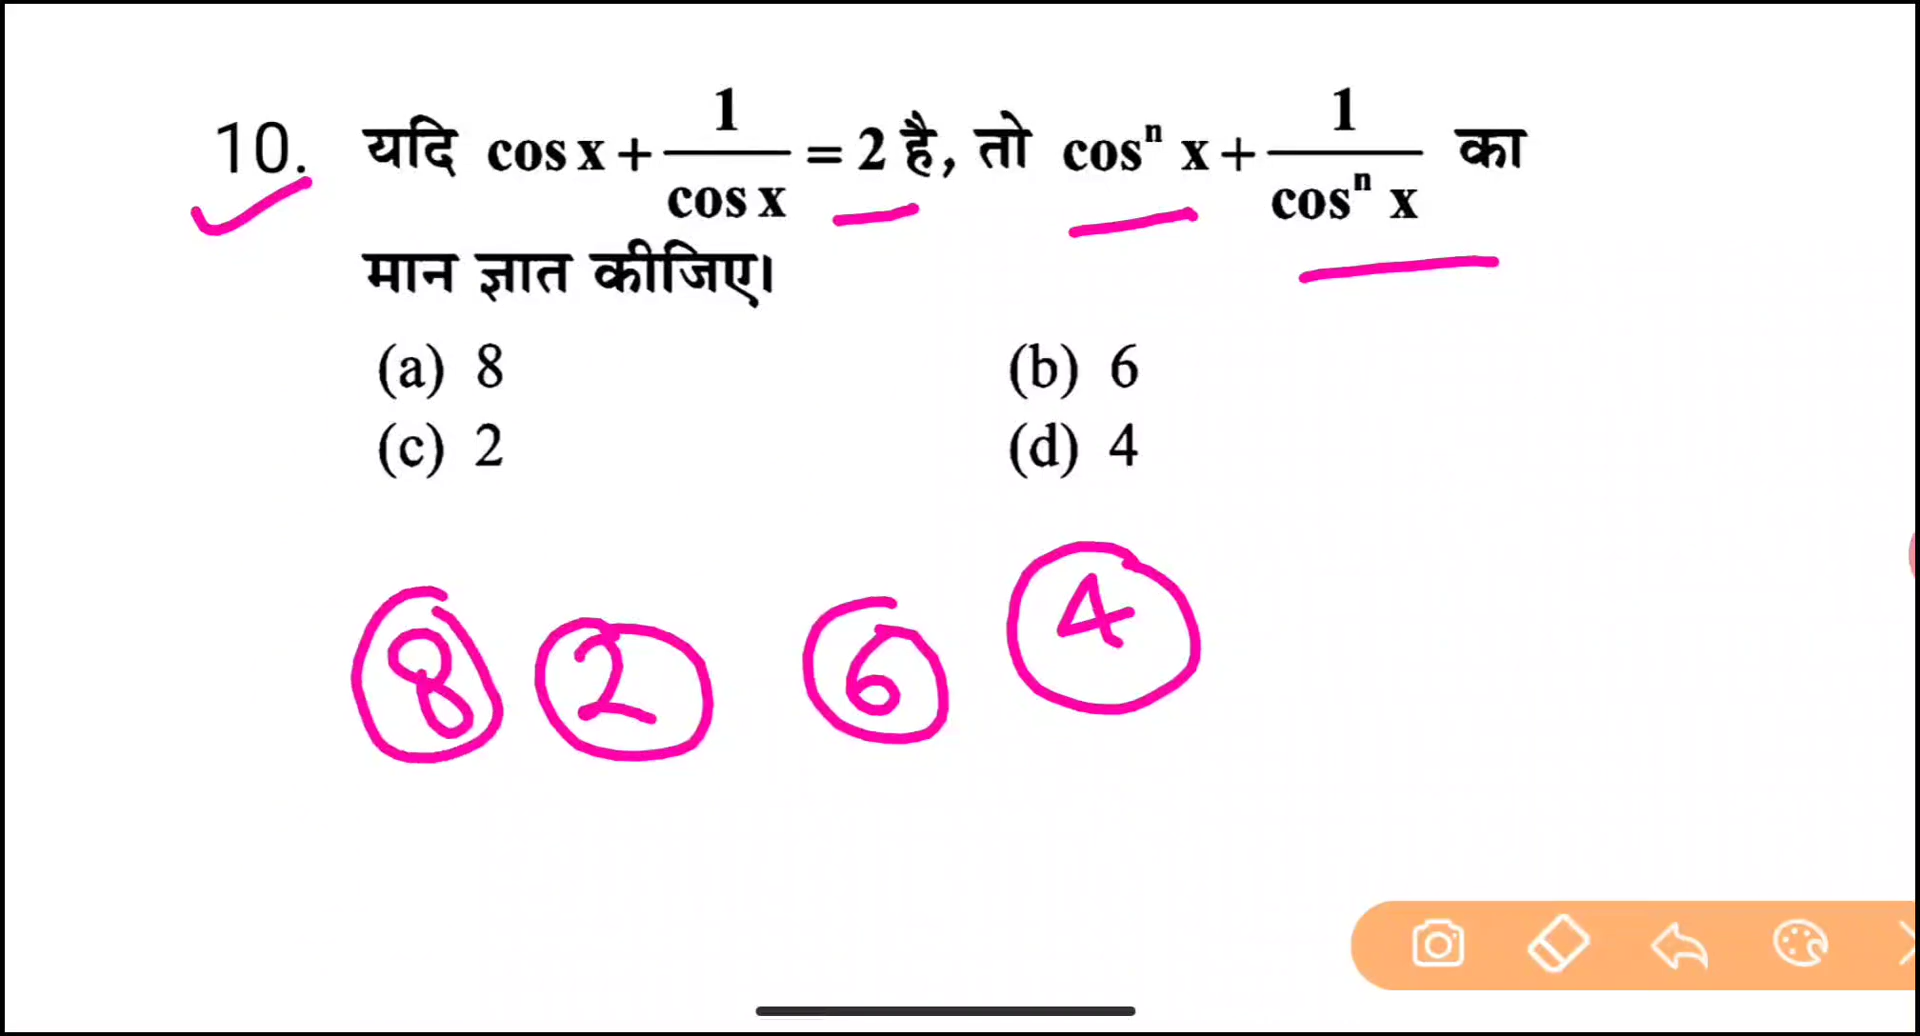 10. यदि cos x + 1/cos x = 2 है, तो cosⁿ x + 1/cosⁿ x का
मान ज्ञात कीजिए।
(a) 8 (b) 6
(c) 2 (d) 4
8 2 6 4